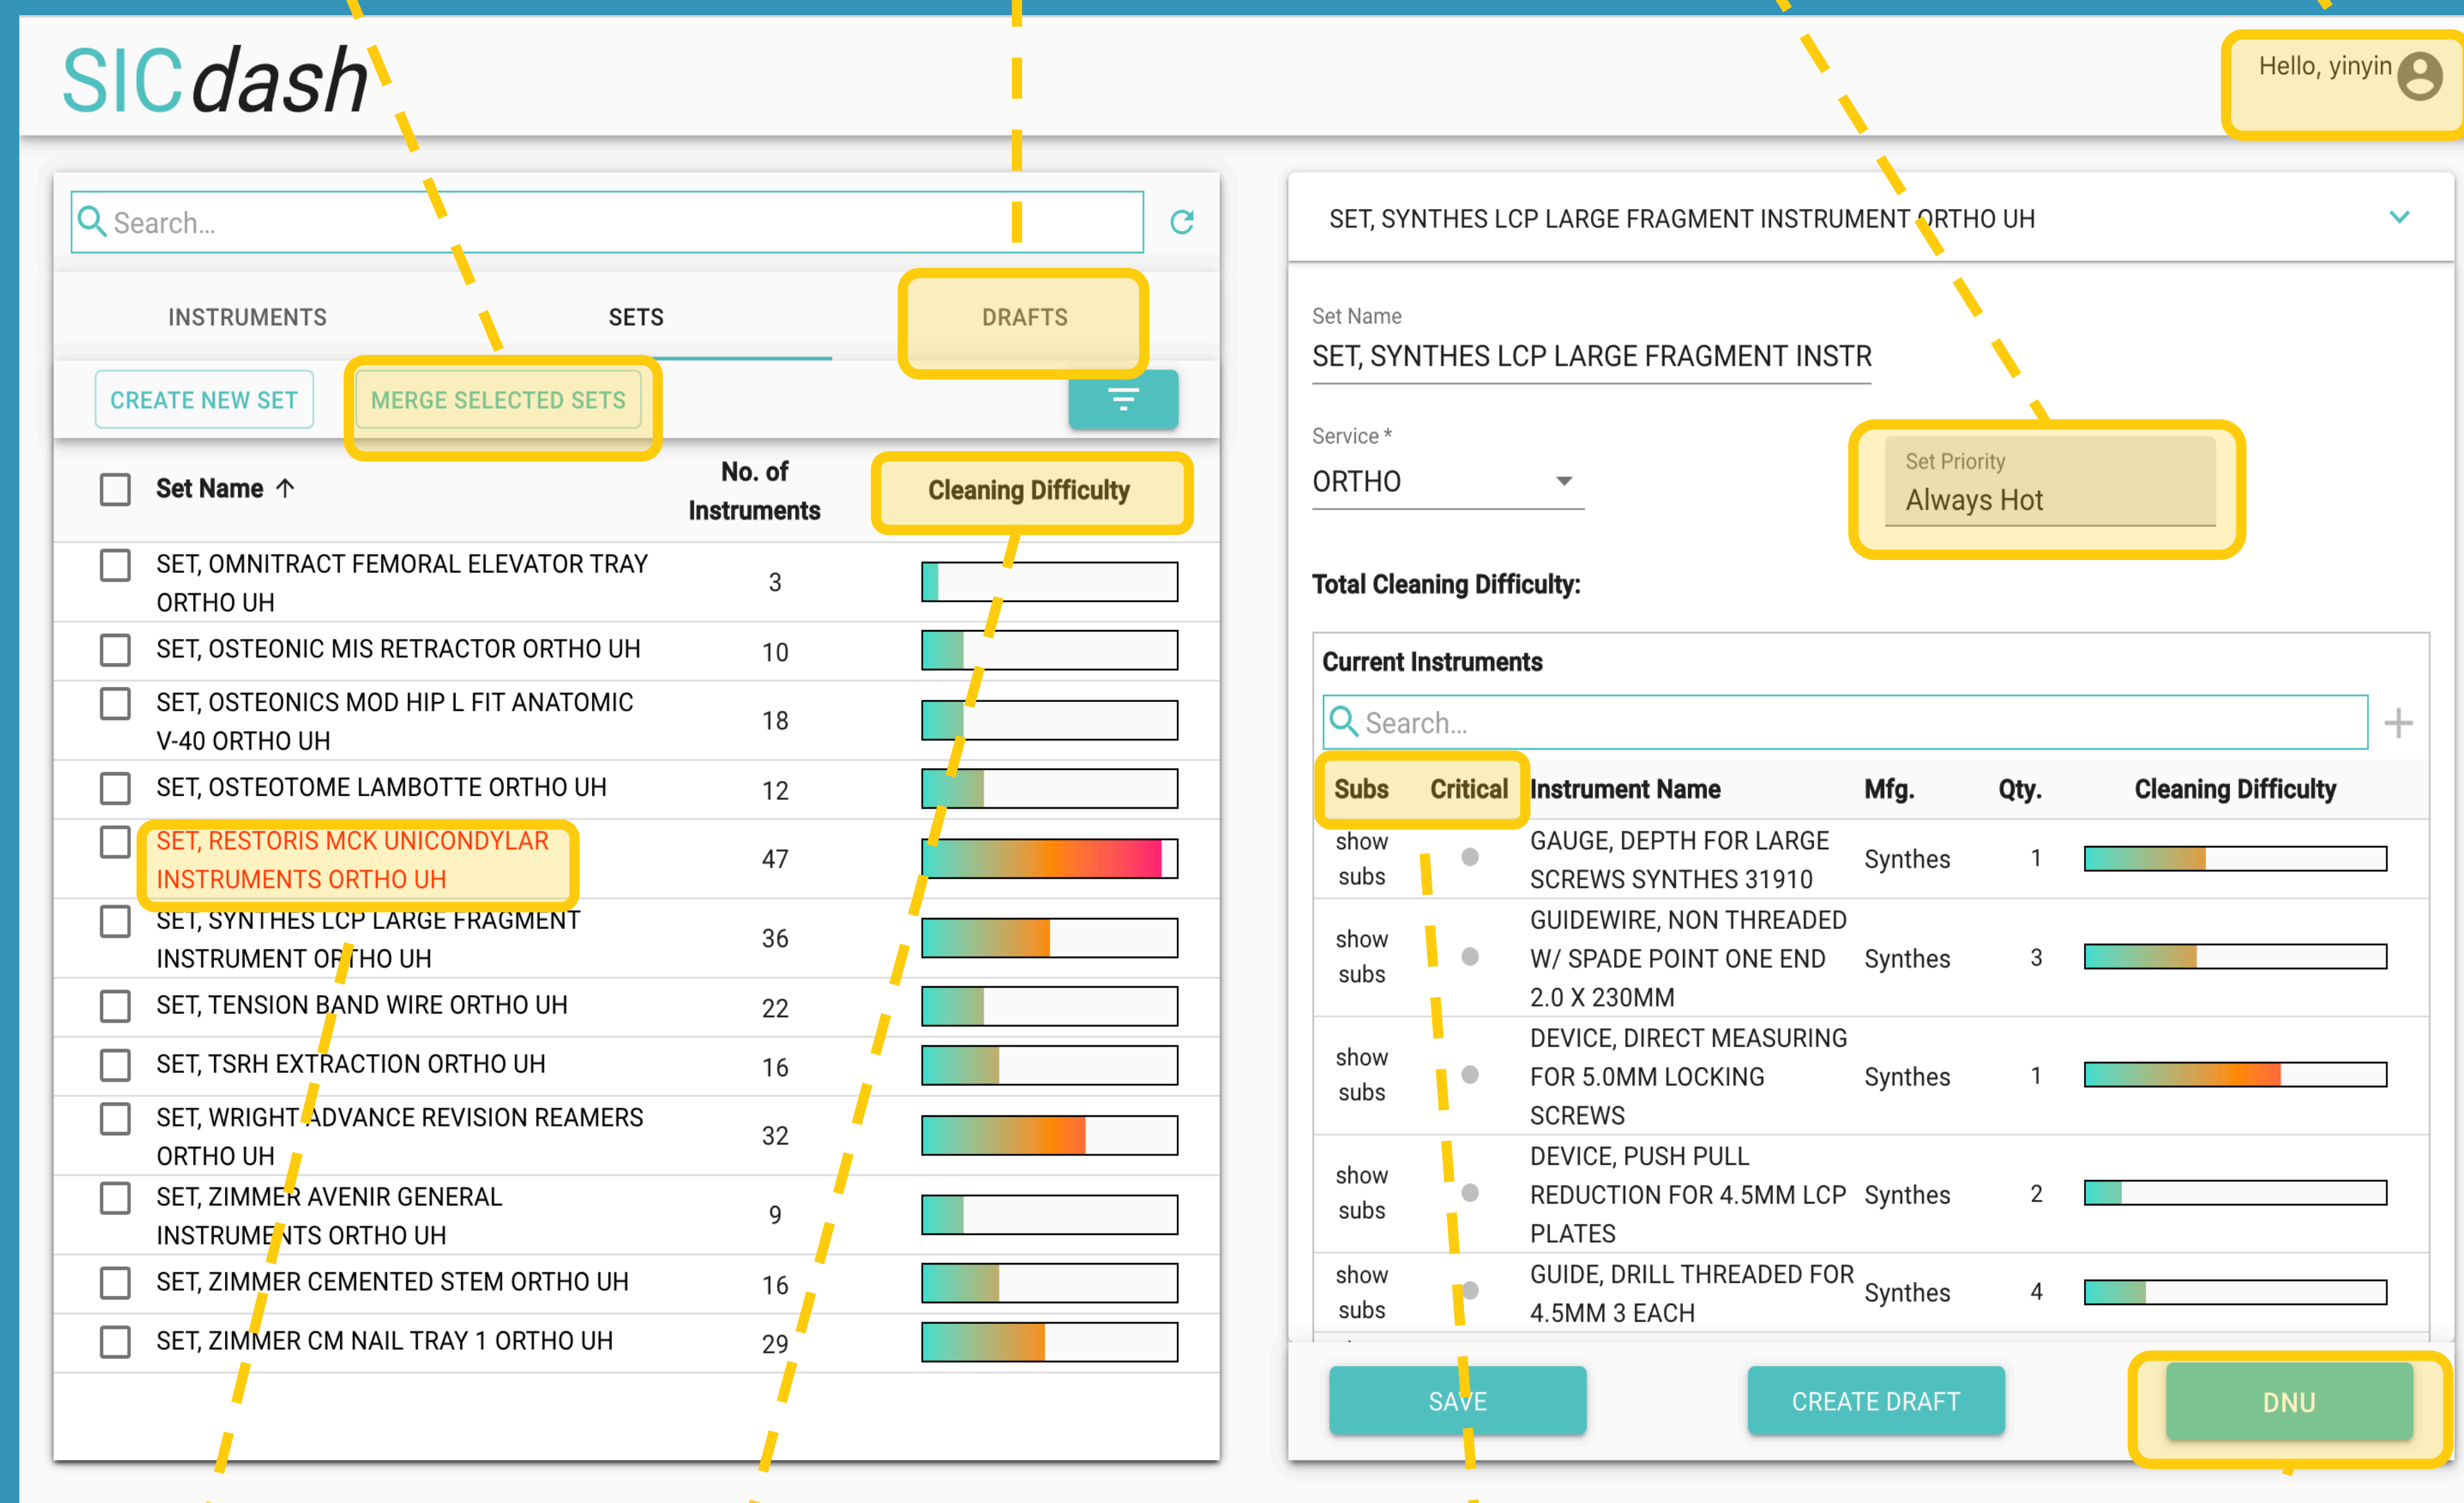 SICdash
Hello, yinyin
Search...
INSTRUMENTS SETS DRAFTS
CREATE NEW SET MERGE SELECTED SETS
Set Name ↑ No. of Instruments Cleaning Difficulty
SET, OMNITRACT FEMORAL ELEVATOR TRAY
ORTHO UH
3
SET, OSTEONIC MIS RETRACTOR ORTHO UH
10
SET, OSTEONICS MOD HIP L FIT ANATOMIC
V-40 ORTHO UH
18
SET, OSTEOTOME LAMBOTTE ORTHO UH
12
SET, RESTORIS MCK UNICONDYLAR
INSTRUMENTS ORTHO UH
47
SET, SYNTHES LCP LARGE FRAGMENT
INSTRUMENT ORTHO UH
36
SET, TENSION BAND WIRE ORTHO UH
22
SET, TSRH EXTRACTION ORTHO UH
16
SET, WRIGHT ADVANCE REVISION REAMERS
ORTHO UH
32
SET, ZIMMER AVENIR GENERAL
INSTRUMENTS ORTHO UH
9
SET, ZIMMER CEMENTED STEM ORTHO UH
16
SET, ZIMMER CM NAIL TRAY 1 ORTHO UH
29
SET, SYNTHES LCP LARGE FRAGMENT INSTRUMENT ORTHO UH
Set Name
SET, SYNTHES LCP LARGE FRAGMENT INSTR
Service *
ORTHO
Set Priority
Always Hot
Total Cleaning Difficulty:
Current Instruments
Search...
Subs Critical Instrument Name Mfg. Qty. Cleaning Difficulty
show
subs
GAUGE, DEPTH FOR LARGE
SCREWS SYNTHES 31910
Synthes 1
show
subs
GUIDEWIRE, NON THREADED
W/ SPADE POINT ONE END
2.0 X 230MM
Synthes 3
show
subs
DEVICE, DIRECT MEASURING
FOR 5.0MM LOCKING
SCREWS
Synthes 1
show
subs
DEVICE, PUSH PULL
REDUCTION FOR 4.5MM LCP
PLATES
Synthes 2
show
subs
GUIDE, DRILL THREADED FOR
4.5MM 3 EACH
Synthes 4
SAVE CREATE DRAFT DNU